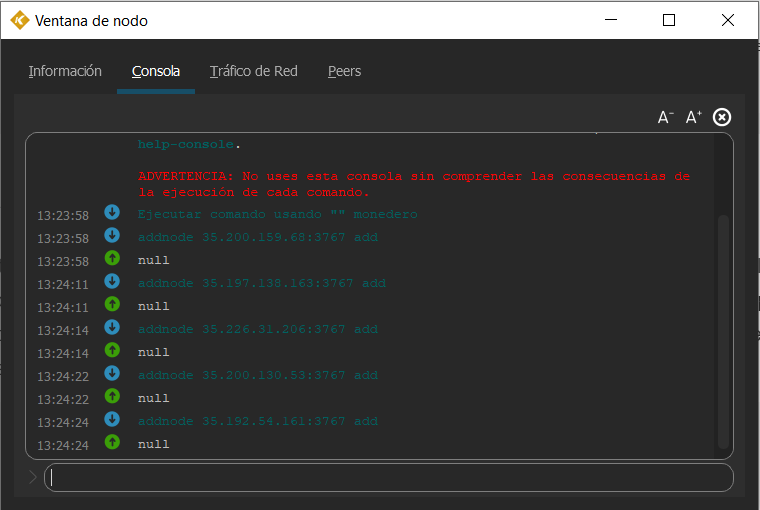 Ventana de nodo
Información Consola Tráfico de Red Peers
A- A+
help-console.
ADVERTENCIA: No uses esta consola sin comprender las consecuencias de
la ejecución de cada comando.
13:23:58 Ejecutar comando usando "" monedero
13:23:58 addnode 35.200.159.68:3767 add
13:23:58 null
13:24:11 addnode 35.197.138.163:3767 add
13:24:11 null
13:24:14 addnode 35.226.31.206:3767 add
13:24:14 null
13:24:22 addnode 35.200.130.53:3767 add
13:24:22 null
13:24:24 addnode 35.192.54.161:3767 add
13:24:24 null